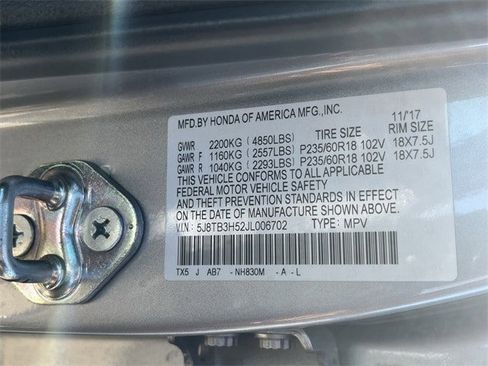 MFD.BY HONDA OF AMERICA MFG.,INC. 11/17
GVWR 2200KG (4850LBS) TIRE SIZE RIM SIZE
GAWR F 1160KG (2557LBS) P235/60R18 102V 18X7.5J
GAWR R 1040KG (2293LBS) P235/60R18 102V 18X7.5J
THIS VEHICLE CONFORMS TO ALL APPLICABLE
FEDERAL MOTOR VEHICLE SAFETY
AND THEFT PREVENTION STANDARDS IN EFFECT
ON THE DATE OF MANUFACTURE SHOWN ABOVE.
5J8TB3H52JL006702 TYPE: MPV
TX5 J AB7 -NH830M -A-L